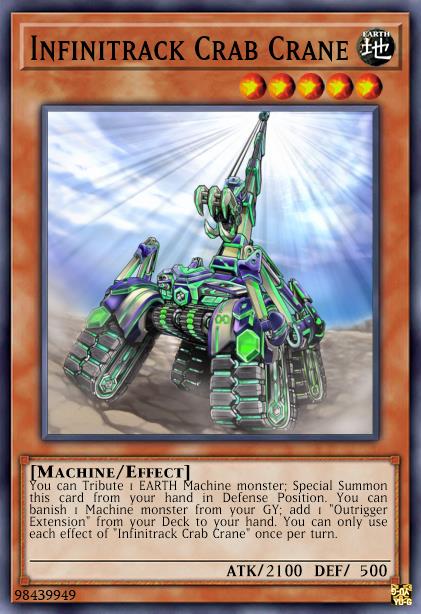 INFINITRACK CRAB CRANE
EARTH
地
[MACHINE/EFFECT]
You can Tribute 1 EARTH Machine monster; Special Summon
this card from your hand in Defense Position. You can
banish 1 Machine monster from your GY; add 1 "Outrigger
Extension" from your Deck to your hand. You can only use
each effect of "Infinitrack Crab Crane" once per turn.
ATK/2100 DEF/ 500
98439949